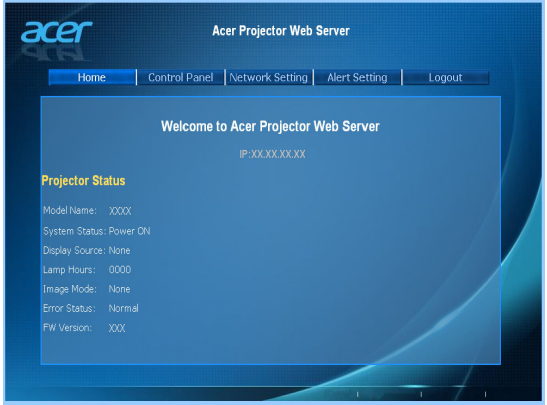 acer
Acer Projector Web Server
Home Control Panel Network Setting Alert Setting Logout
Welcome to Acer Projector Web Server
IP:XX.XX.XX.XX
Projector Status
Model Name: XXXX
System Status: Power ON
Display Source: None
Lamp Hours: 0000
Image Mode: None
Error Status: Normal
FW Version: XXX